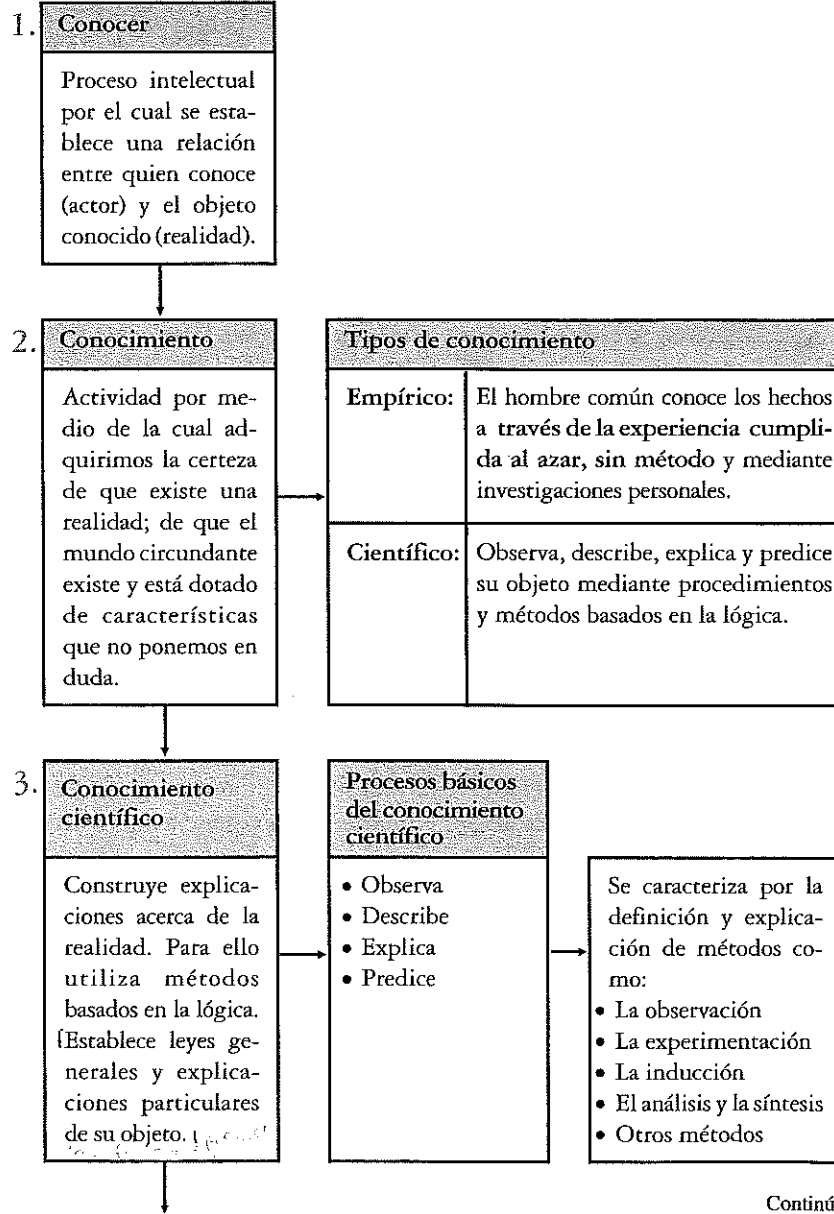 1. Conocer
Proceso intelectual
por el cual se esta-
blece una relación
entre quien conoce
(actor) y el objeto
conocido (realidad).
2. Conocimiento
Actividad por me-
dio de la cual ad-
quirimos la certeza
de que existe una
realidad; de que el
mundo circundante
existe y está dotado
de características
que no ponemos en
duda.
Tipos de conocimiento
Empírico:
El hombre común conoce los hechos
a través de la experiencia cumpli-
da al azar, sin método y mediante
investigaciones personales.
Científico:
Observa, describe, explica y predice
su objeto mediante procedimientos
y métodos basados en la lógica.
3. Conocimiento
científico
Construye explica-
ciones acerca de la
realidad. Para ello
utiliza métodos
basados en la lógica.
Establece leyes ge-
nerales y explica-
ciones particulares
de su objeto.
Procesos básicos
del conocimiento
científico
• Observa
• Describe
• Explica
• Predice
Se caracteriza por la
definición y explica-
ción de métodos co-
mo:
• La observación
• La experimentación
• La inducción
• El análisis y la síntesis
• Otros métodos
Continú